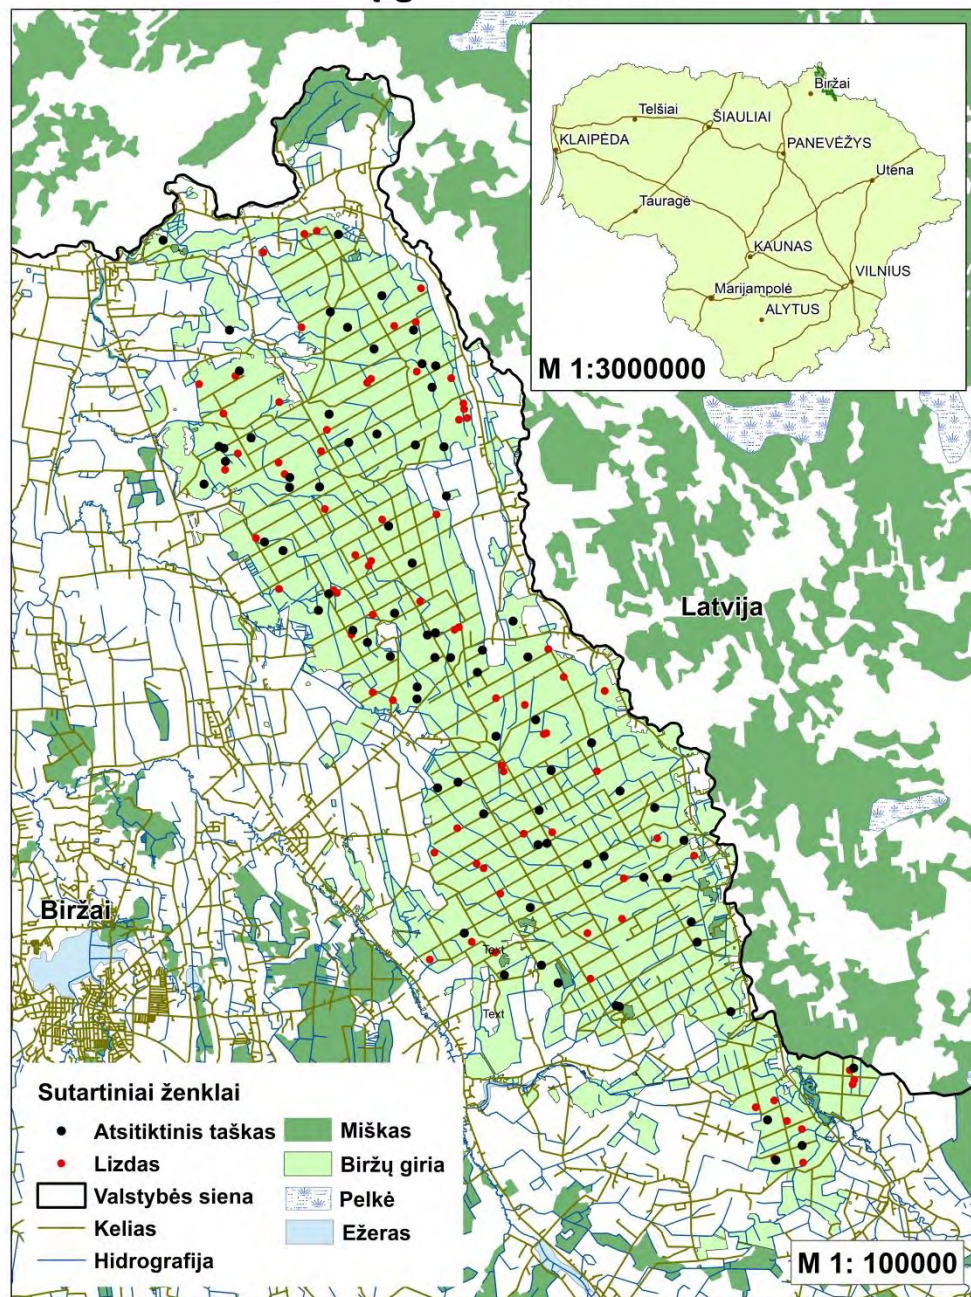 Biržai
Telšiai
ŠIAULIAI
KLAIPĖDA
PANEVĖŽYS
Utena
Tauragė
KAUNAS
VILNIUS
Marijampolė
ALYTUS
M 1:3000000
Latvija
Biržai
Text
Text
Sutartiniai ženklai
Atsitiktinis taškas
Miškas
Lizdas
Biržų giria
Valstybės siena
Pelkė
Kelias
Ežeras
Hidrografija
M 1: 100000